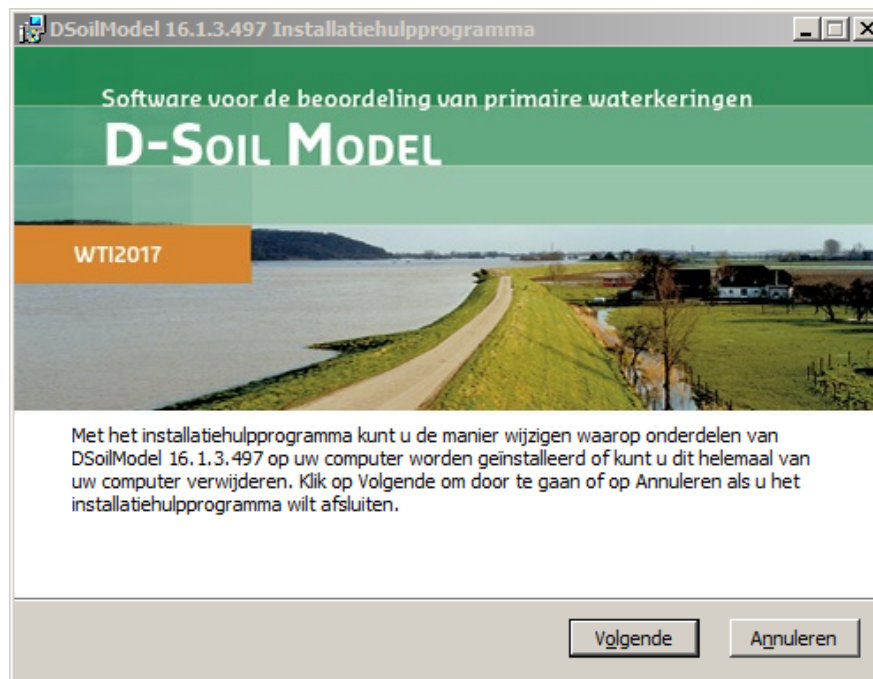 DSoilModel 16.1.3.497 Installatiehulpprogramma
Software voor de beoordeling van primaire waterkeringen
D-Soil Model
WTI2017
Met het installatiehulpprogramma kunt u de manier wijzigen waarop onderdelen van
DSoilModel 16.1.3.497 op uw computer worden geïnstalleerd of kunt u dit helemaal van
uw computer verwijderen. Klik op Volgende om door te gaan of op Annuleren als u het
installatiehulpprogramma wilt afsluiten.
Volgende
Annuleren